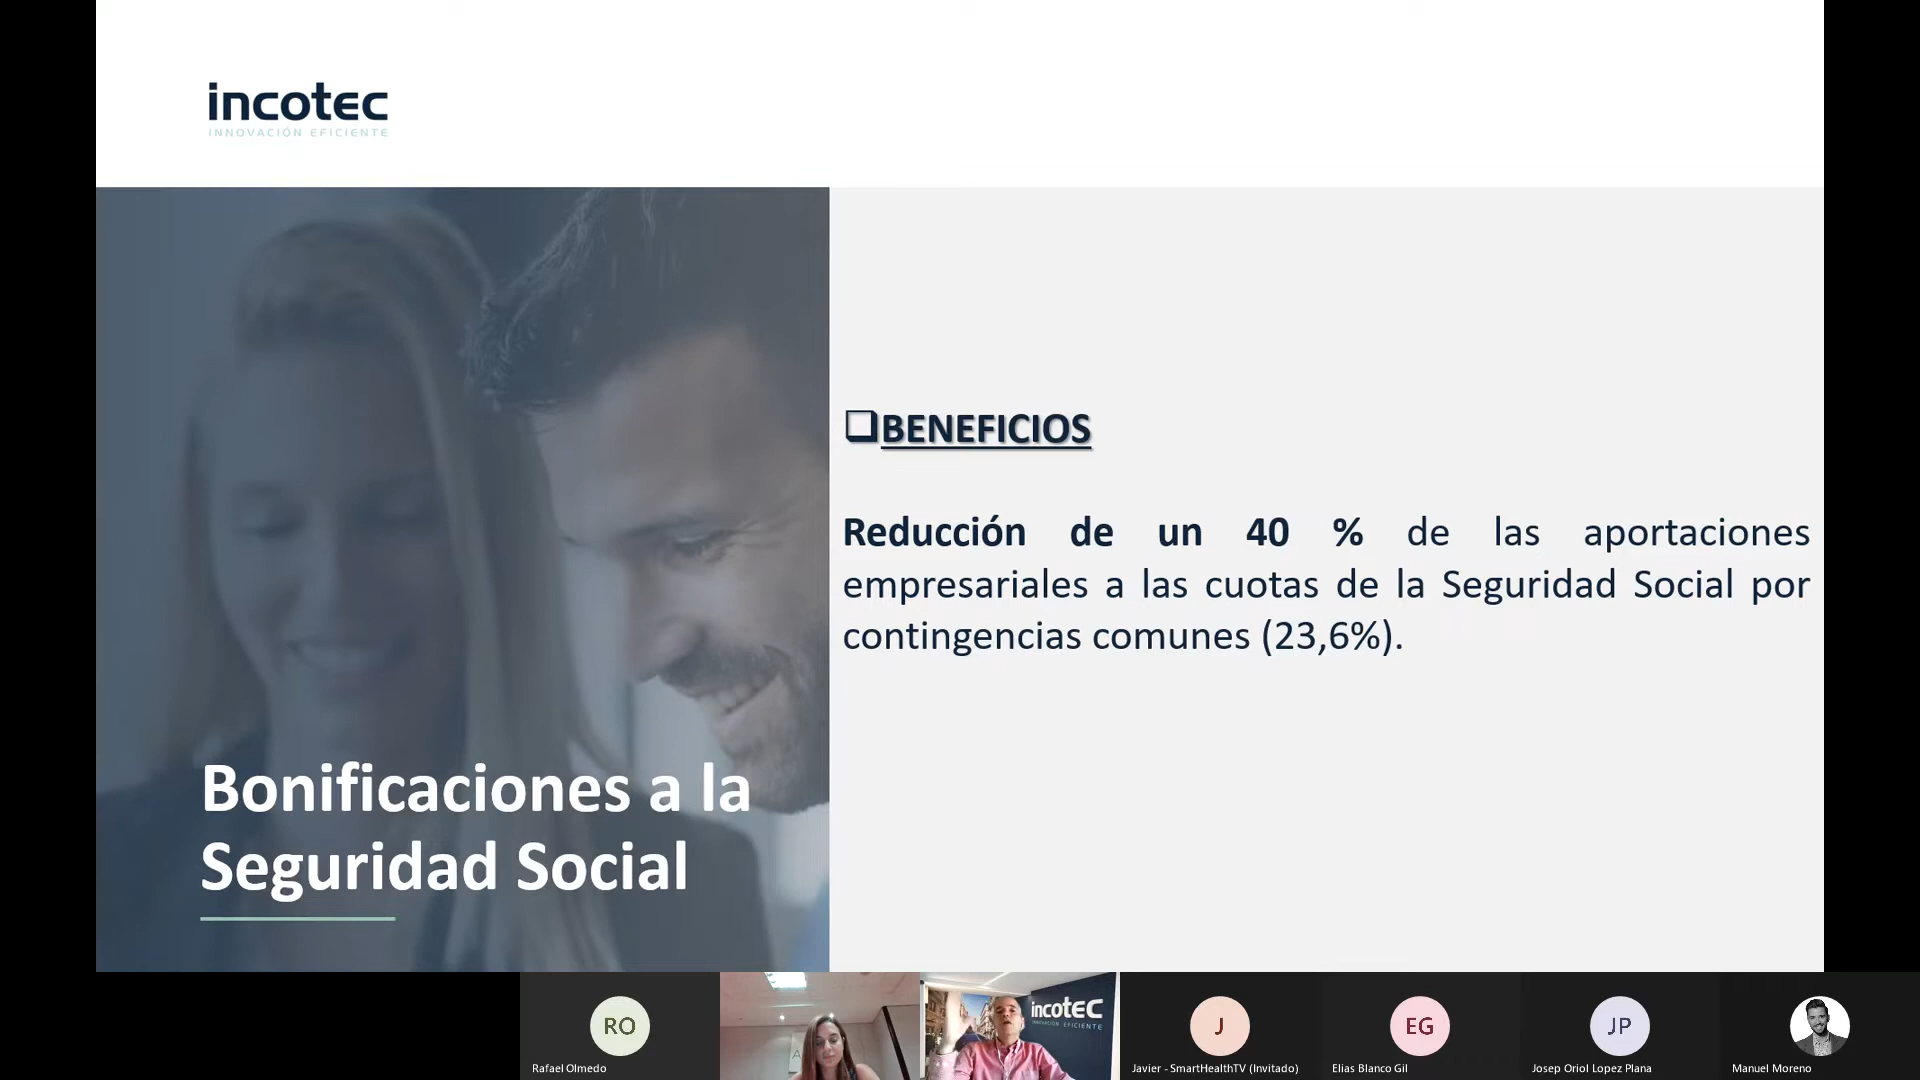 incotec
INNOVACIÓN EFICIENTE
BENEFICIOS
Reducción de un 40 % de las aportaciones
empresariales a las cuotas de la Seguridad Social por
contingencias comunes (23,6%).
Bonificaciones a la
Seguridad Social
RO
Rafael Olmedo
A
incotec
INNOVACIÓN EFICIENTE
J
Javier - SmartHealthTV (Invitado)
EG
Elias Blanco Gil
JP
Josep Oriol Lopez Plana
Manuel Moreno